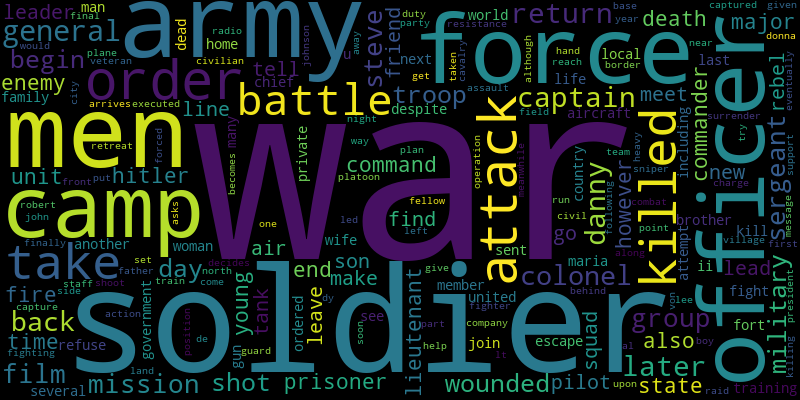 war
soldier
men
army
force
officer
camp
attack
killed
take
battle
order
return
general
leader
man
final
dead
radio
home
veteran
civilian
steve
friend
u
away
duty
party
resistance
world
next
death
major
base
year
captured
given
plane
johnson
although
hand
near
donna
begin
enemy
family
city
arrives
executed
tell
chief
line
many
troop
despite
get
cavalry
taken
reach
border
assault
local
life
last
captain
meet
rebel
aircraft
field
including
commander
surrender
try
eventually
retreat
forced
night
way
private
becomes
plan
platoon
command
operation
meanwhile
team
heavy
sniper
country
new
sergeant
charge
support
unit
hitler
front
put
robert
john
asks
fellow
find
run
combat
danny
following
however
brother
kill
village
message
first
finally
another
woman
one
led
left
civil
point
go
along
attempt
president
day
set
father
north
decides
wife
air
son
end
make
sent
maria
ii
lead
fight
military
staff
side
shoot
train
come
young
tank
leave
give
member
united
colonel
behind
fire
capture
government
action
ordered
see
soon
lieutenant
fighter
group
fort
killing
back
time
refuse
position
de
gun
guard
part
company
help
join
escape
squad
al
also
boy
fighting
land
dy
lt
later
film
several
mission
shot
prisoner
wounded
pilot
state
upon
raid
training